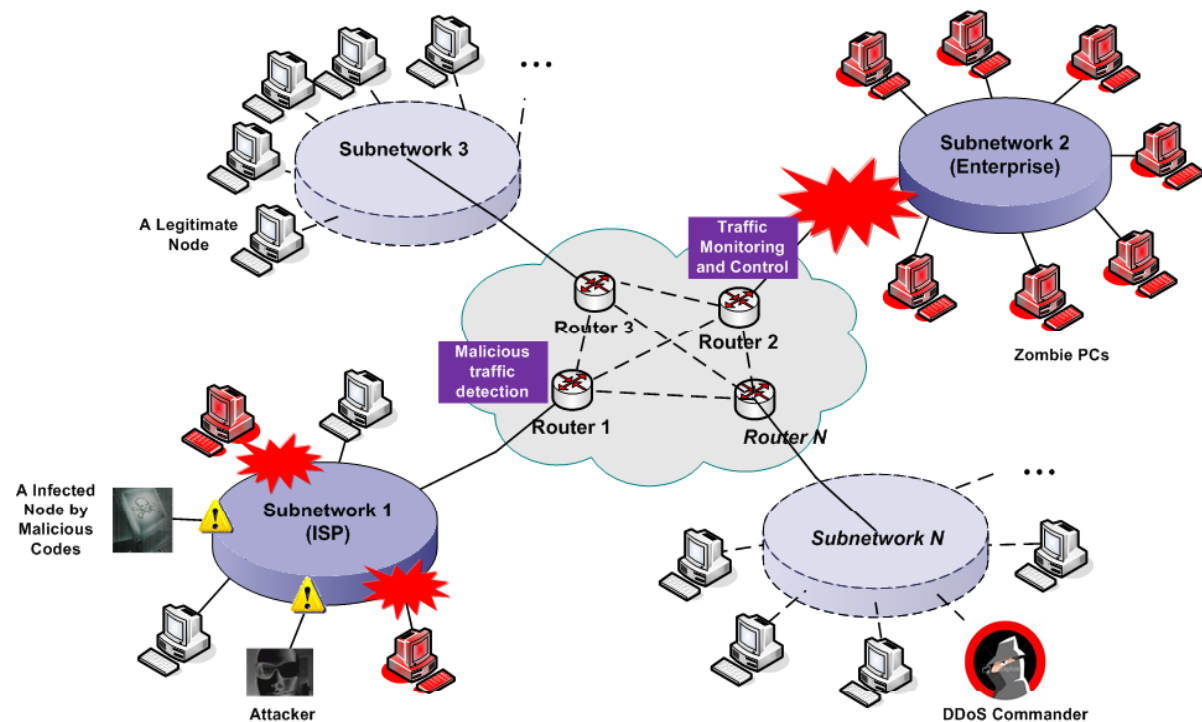 Subnetwork 3
...
Subnetwork 2
(Enterprise)
A Legitimate
Node
Traffic
Monitoring
and Control
Router 3
Router 2
Zombie PCs
Malicious
traffic
detection
Router 1
Router N
A Infected
Node by
Malicious
Codes
Subnetwork 1
(ISP)
...
Subnetwork N
Attacker
DDoS Commander